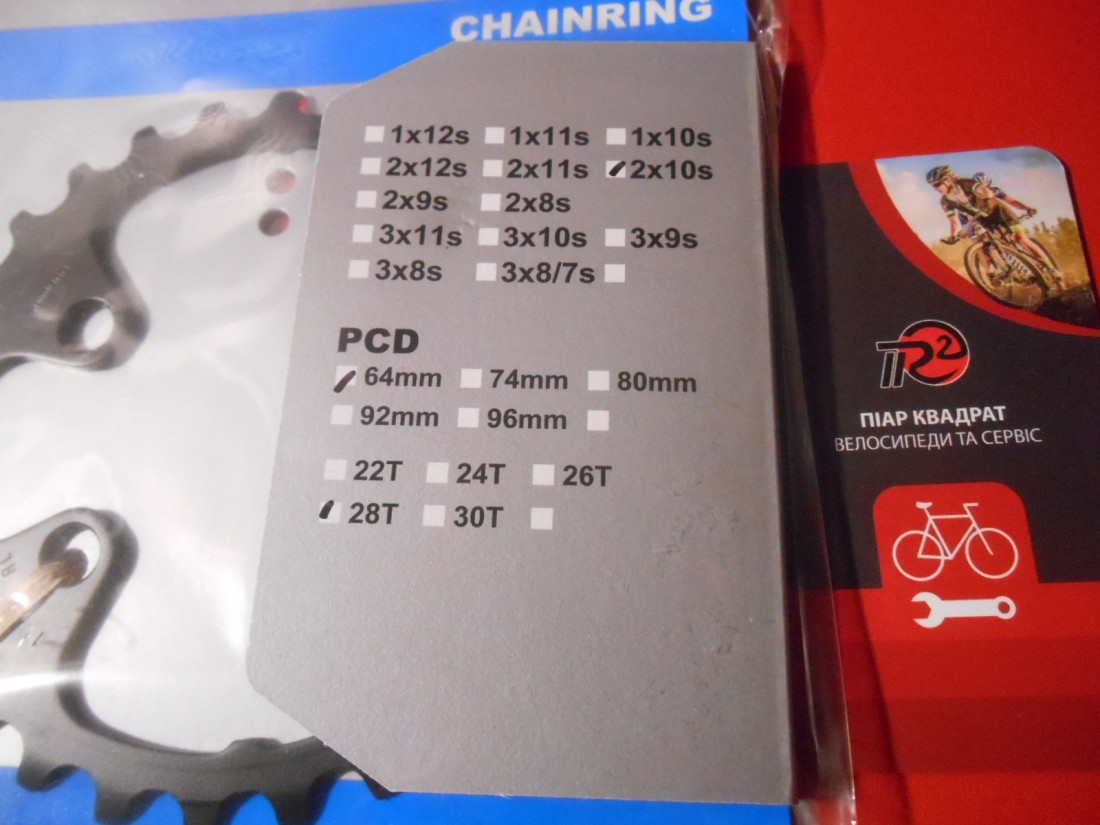 CHAINRING
1x12s 1x11s 1x10s
2x12s 2x11s 2x10s
2x9s 2x8s
3x11s 3x10s 3x9s
3x8s 3x8/7s
PCD
64mm 74mm 80mm
92mm 96mm
22T 24T 26T
28T 30T
R2
ПІАР КВАДРАТ
ВЕЛОСИПЕДИ ТА СЕРВІС